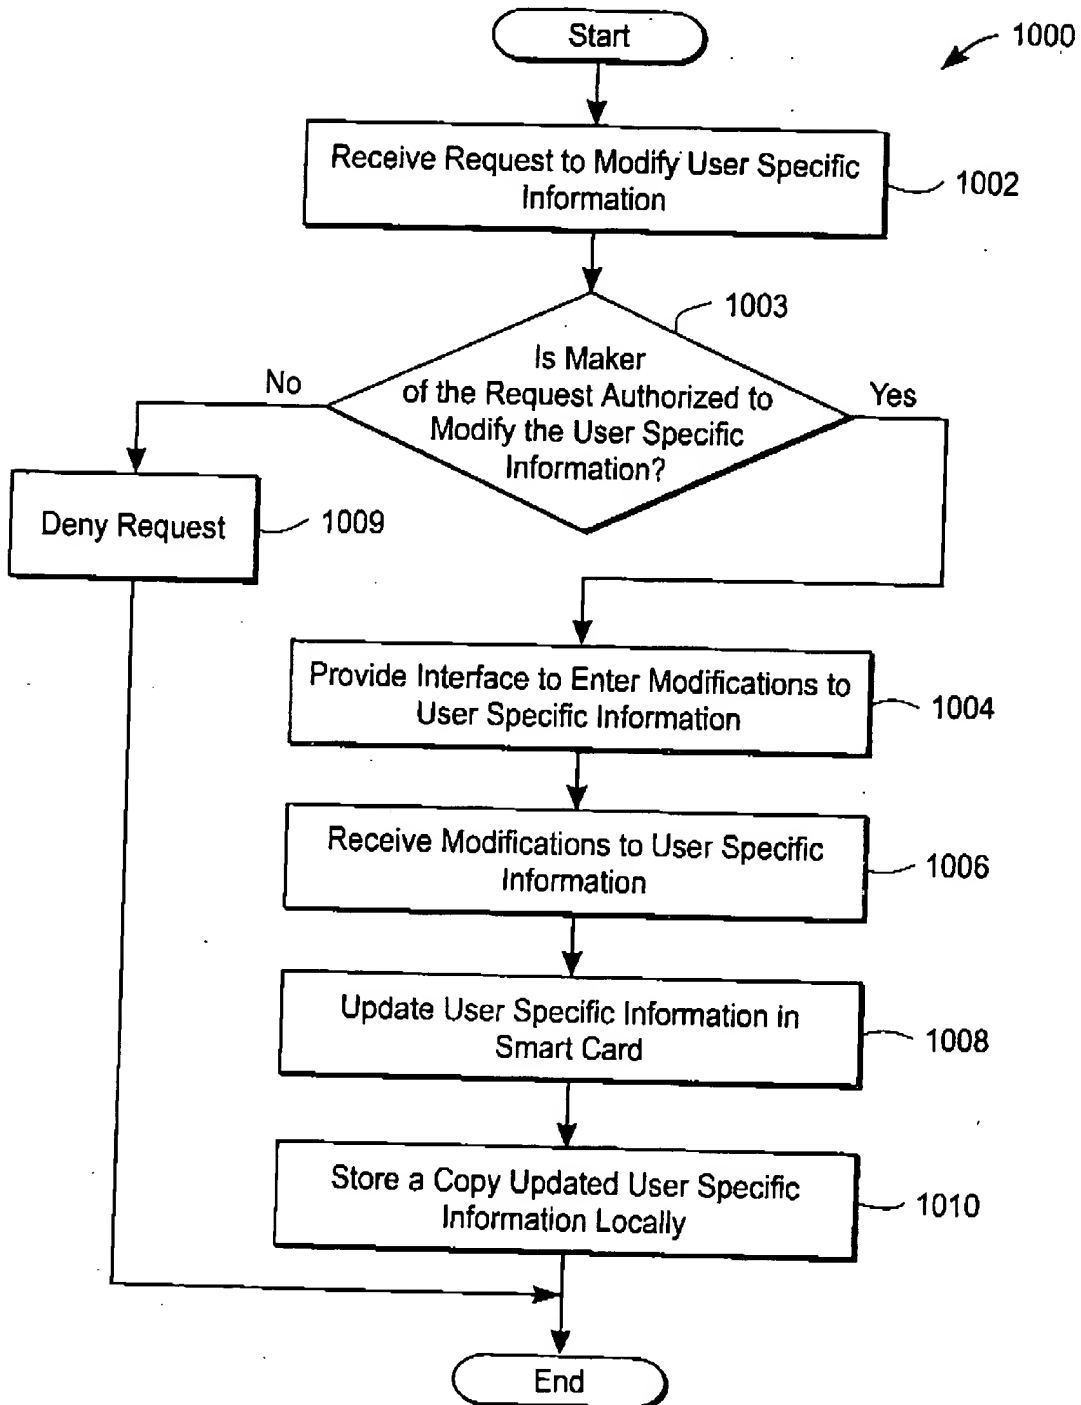 Start
1000
Receive Request to Modify User Specific
Information
1002
1003
Is Maker
of the Request Authorized to
Modify the User Specific
Information?
No
Yes
Deny Request
1009
Provide Interface to Enter Modifications to
User Specific Information
1004
Receive Modifications to User Specific
Information
1006
Update User Specific Information in
Smart Card
1008
Store a Copy Updated User Specific
Information Locally
1010
End